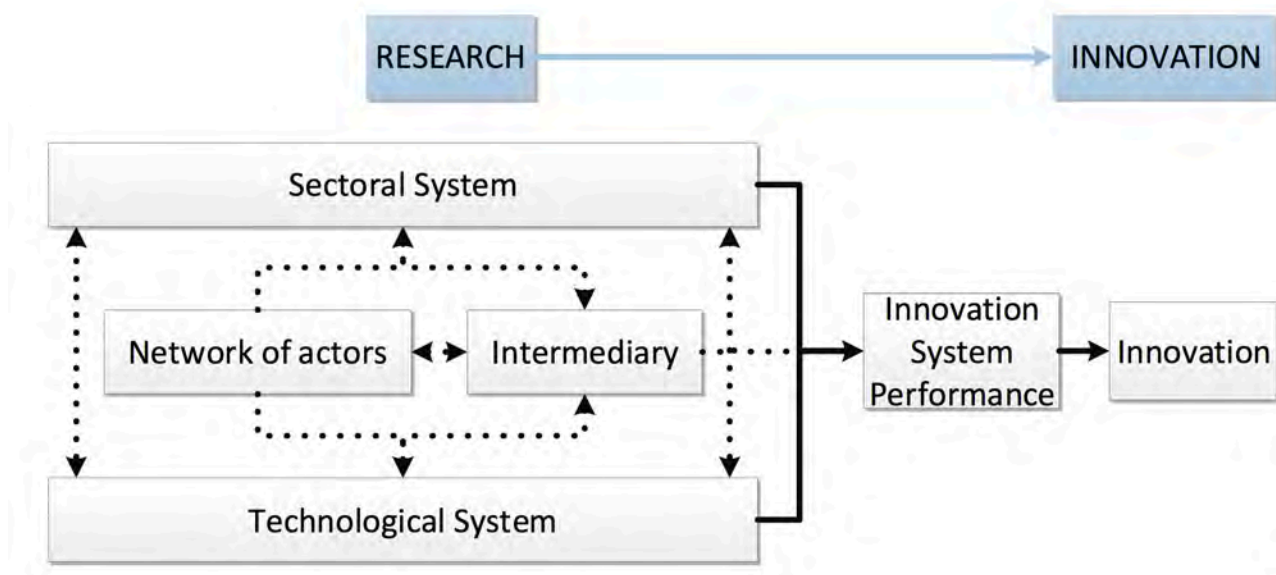 RESEARCH
INNOVATION
Sectoral System
Network of actors
Intermediary
Innovation
System
Performance
Innovation
Technological System